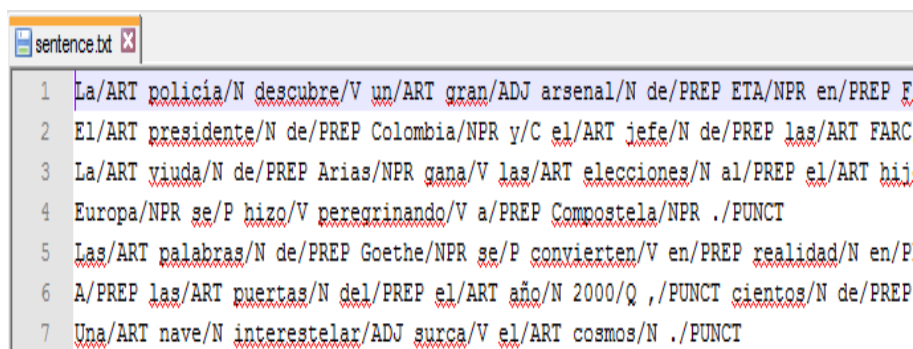 sentence.txt
1 La/ART policía/N descubre/V un/ART gran/ADJ arsenal/N de/PREP ETA/NPR en/PREP
2 El/ART presidente/N de/PREP Colombia/NPR y/C el/ART jefe/N de/PREP las/ART FARC
3 La/ART viuda/N de/PREP Arias/NPR gana/V las/ART elecciones/N al/PREP el/ART
4 Europa/NPR se/P hizo/V peregrinando/V a/PREP Compostela/NPR ./PUNCT
5 Las/ART palabras/N de/PREP Goethe/NPR se/P convierten/V en/PREP realidad/N
6 A/PREP las/ART puertas/N del/PREP el/ART año/N 2000/Q ,/PUNCT cientos/N de/PREP
7 Una/ART nave/N interestelar/ADJ surca/V el/ART cosmos/N ./PUNCT